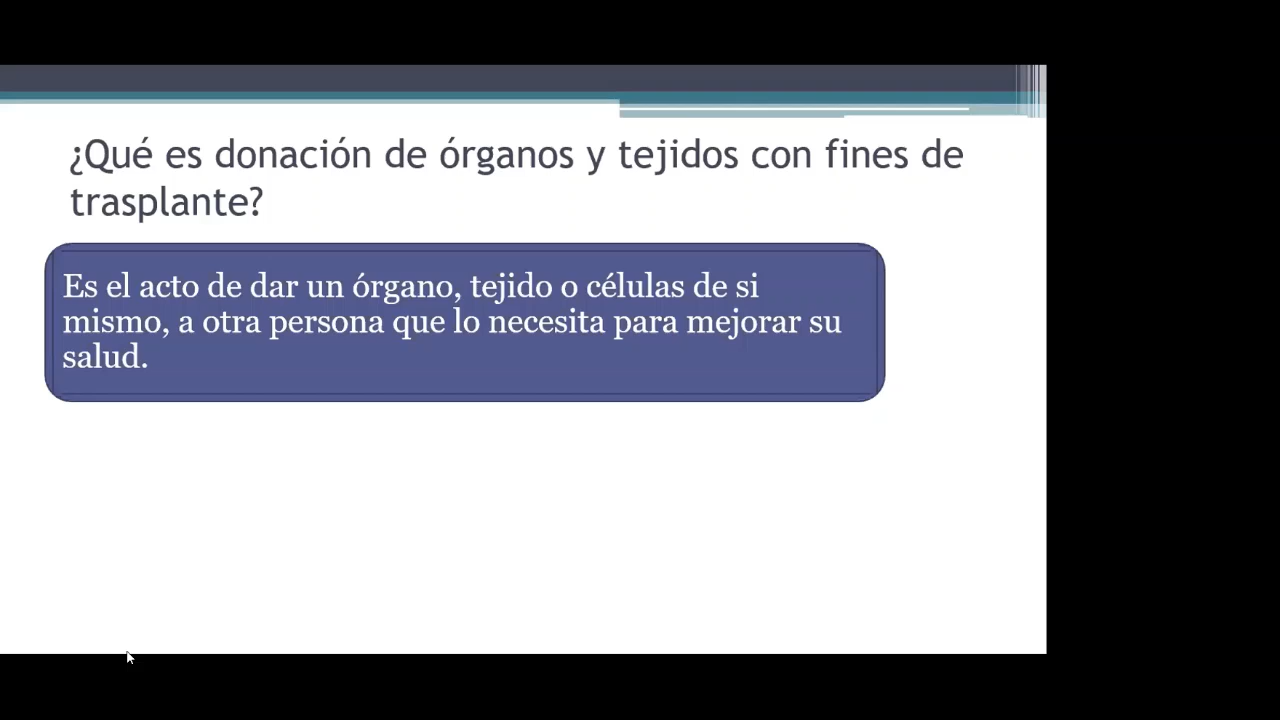 ¿Qué es donación de órganos y tejidos con fines de
trasplante?
Es el acto de dar un órgano, tejido o células de si
mismo, a otra persona que lo necesita para mejorar su
salud.